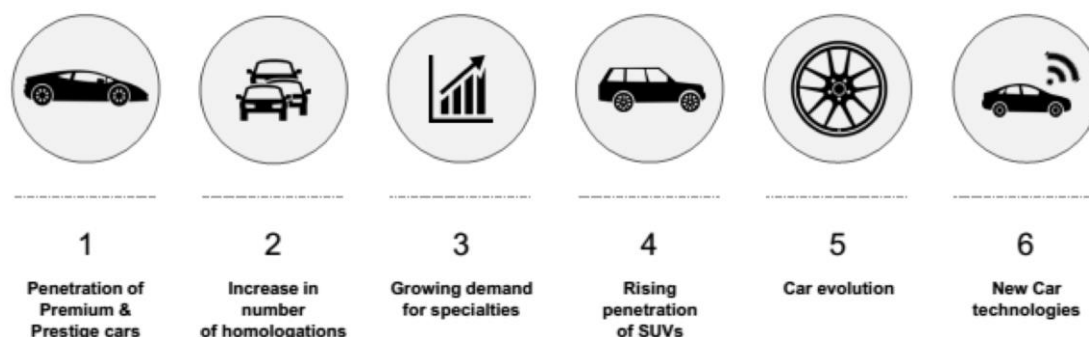 1
Penetration of
Premium &
Prestige cars
2
Increase in
number
of homologations
3
Growing demand
for specialties
4
Rising
penetration
of SUVs
5
Car evolution
6
New Car
technologies